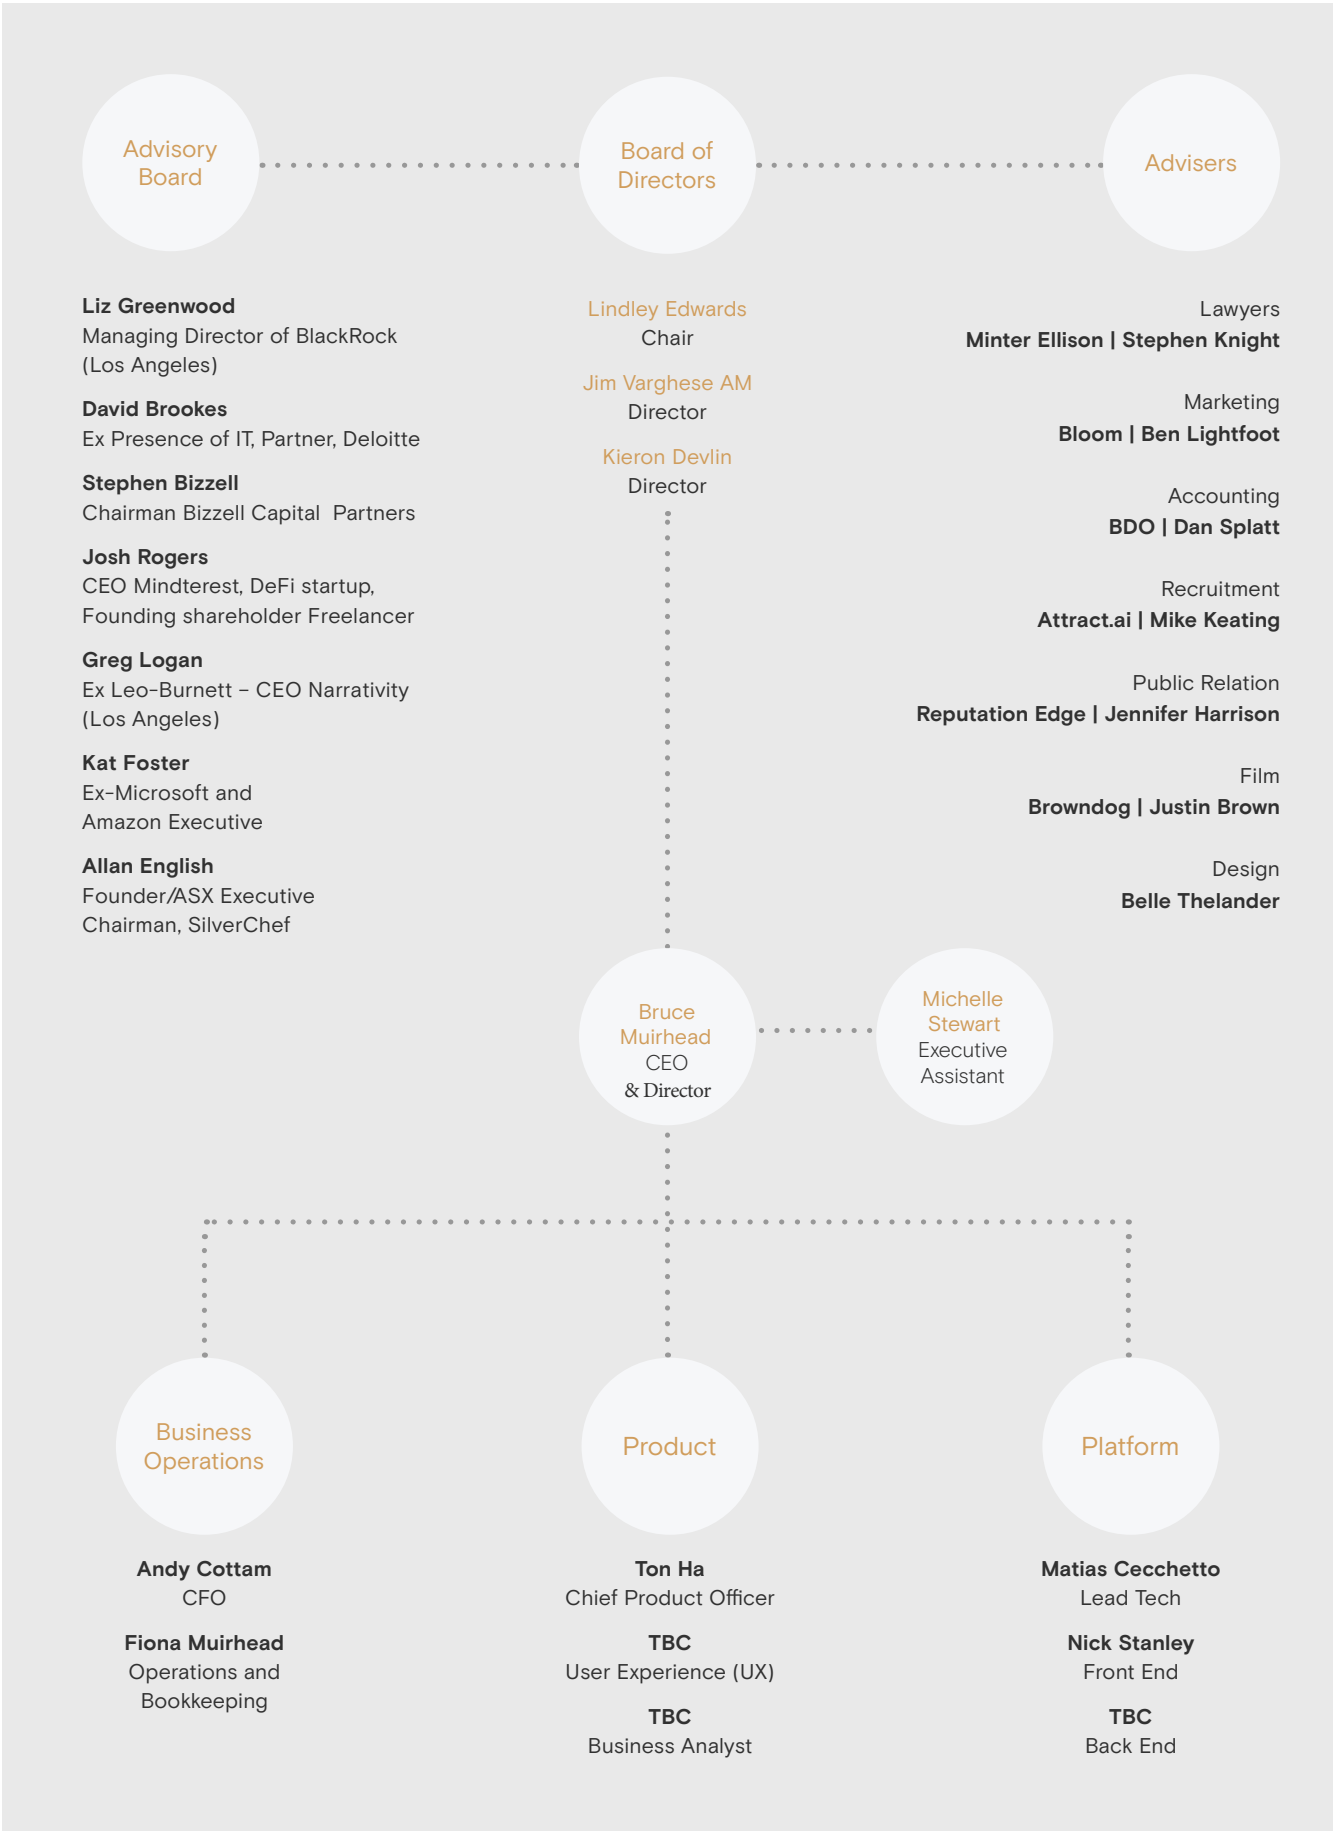 Advisory
Board
Board of
Directors
Advisers
Liz Greenwood
Managing Director of BlackRock
(Los Angeles)
David Brookes
Ex Presence of IT, Partner, Deloitte
Stephen Bizzell
Chairman Bizzell Capital  Partners
Josh Rogers
CEO Mindterest, DeFi startup,
Founding shareholder Freelancer
Greg Logan
Ex Leo-Burnett – CEO Narrativity
(Los Angeles)
Kat Foster
Ex-Microsoft and
Amazon Executive
Allan English
Founder/ASX Executive
Chairman, SilverChef
Lindley Edwards
Chair
Jim Varghese AM
Director
Kieron Devlin
Director
Lawyers
Minter Ellison | Stephen Knight
Marketing
Bloom | Ben Lightfoot
Accounting
BDO | Dan Splatt
Recruitment
Attract.ai | Mike Keating
Public Relation
Reputation Edge | Jennifer Harrison
Film
Browndog | Justin Brown
Design
Belle Thelander
Bruce
Muirhead
CEO
& Director
Michelle
Stewart
Executive
Assistant
Business
Operations
Andy Cottam
CFO
Fiona Muirhead
Operations and
Bookkeeping
Product
Ton Ha
Chief Product Officer
TBC
User Experience (UX)
TBC
Business Analyst
Platform
Matias Cecchetto
Lead Tech
Nick Stanley
Front End
TBC
Back End